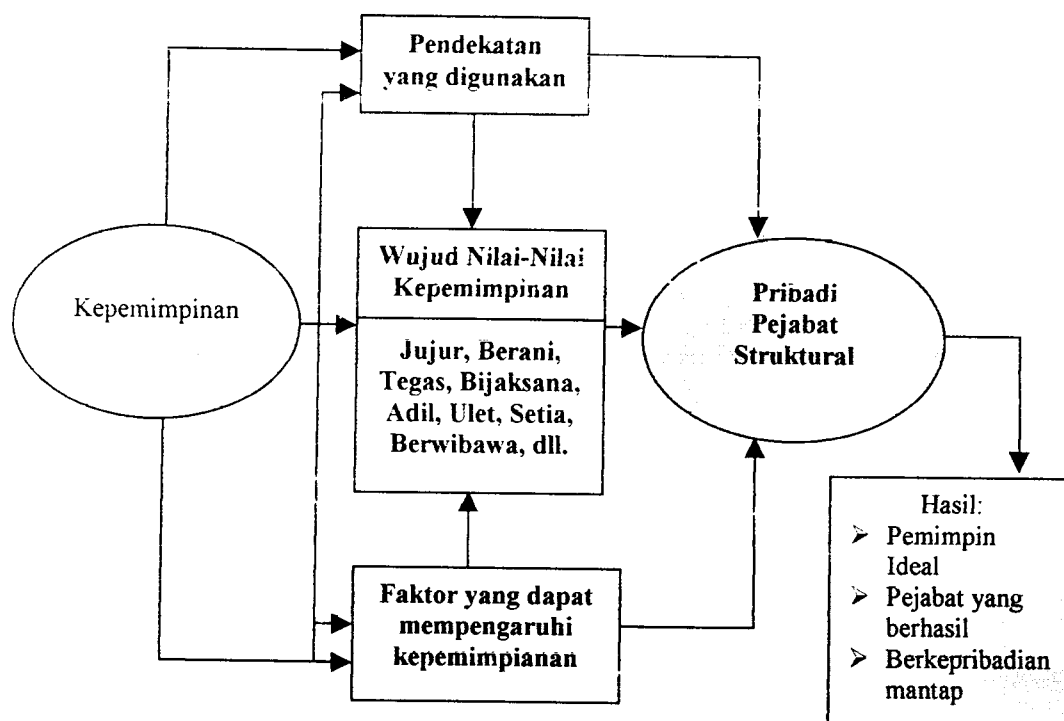 Pendekatan
yang digunakan
Kepemimpinan
Wujud Nilai-Nilai
Kepemimpinan
Jujur, Berani,
Tegas, Bijaksana,
Adil, Ulet, Setia,
Berwibawa, dll.
Pribadi
Pejabat
Struktural
Faktor yang dapat
mempengaruhi
kepemimpianan
Hasil:
➢ Pemimpin
Ideal
➢ Pejabat yang
berhasil
➢ Berkepribadian
mantap